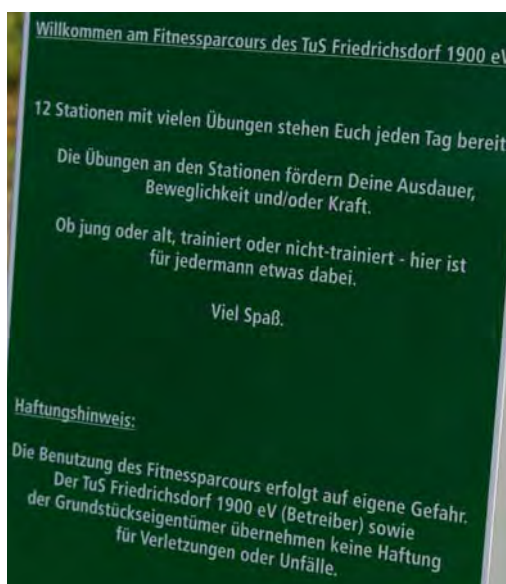 Willkommen am Fitnessparcours des TuS Friedrichsdorf 1900 eV
12 Stationen mit vielen Übungen stehen Euch jeden Tag bereit
Die Übungen an den Stationen fördern Deine Ausdauer,
Beweglichkeit und/oder Kraft.
Ob jung oder alt, trainiert oder nicht-trainiert - hier ist
für jedermann etwas dabei.
Viel Spaß.
Haftungshinweis:
Die Benutzung des Fitnessparcours erfolgt auf eigene Gefahr.
Der TuS Friedrichsdorf 1900 eV (Betreiber) sowie
der Grundstückseigentümer übernehmen keine Haftung
für Verletzungen oder Unfälle.